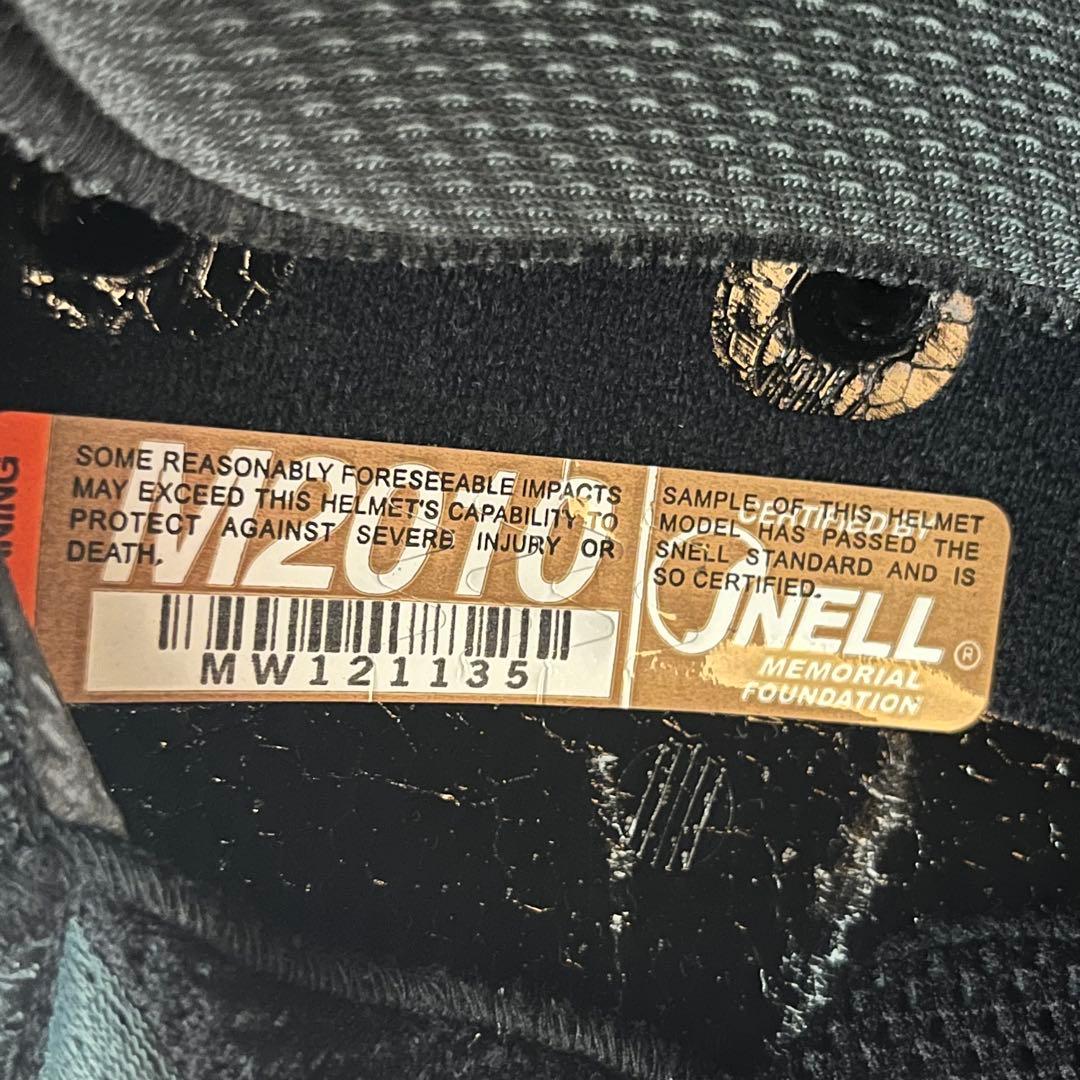 NING
SOME REASONABLY FORESEEABLE IMPACTS
MAY EXCEED THIS HELMET'S CAPABILITY TO
PROTECT AGAINST SEVERE INJURY OR
DEATH.
M2010
MW121135
SAMPLE OF THIS HELMET
MODEL HAS PASSED THE
SNELL STANDARD AND IS
SO CERTIFIED.
CERTIFIED BY
SNELL ®
MEMORIAL
FOUNDATION